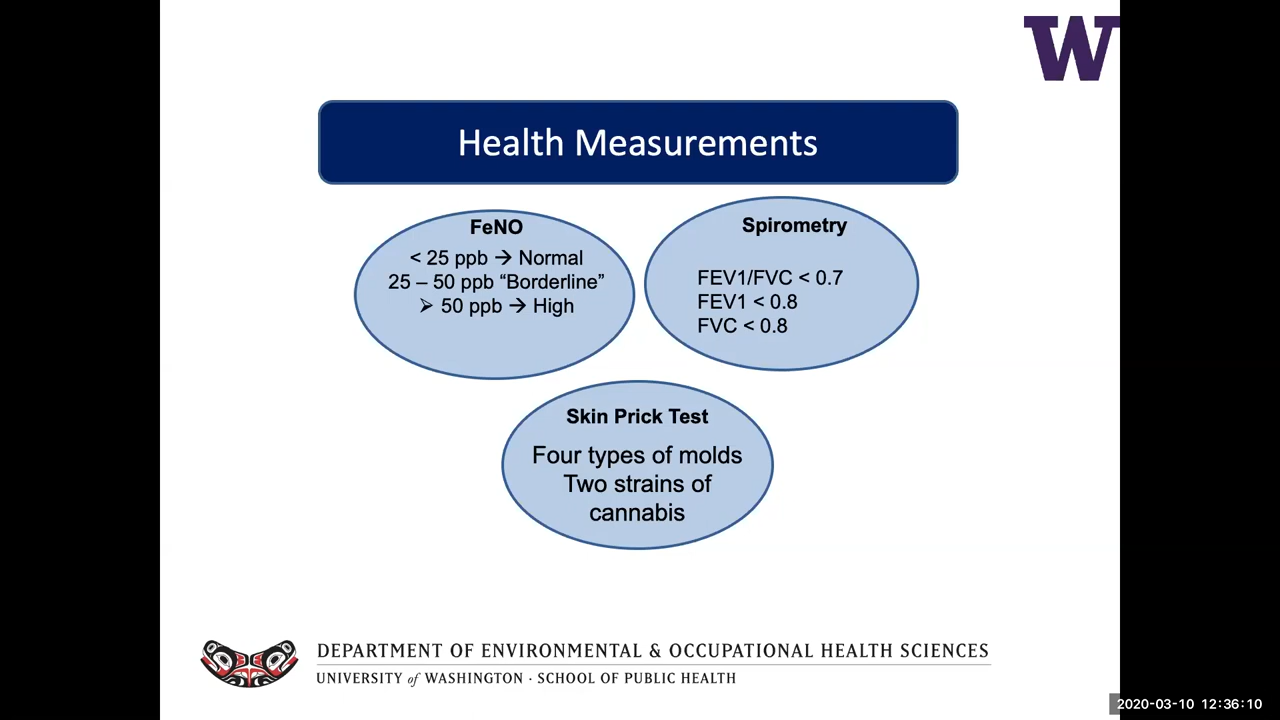 W
Health Measurements
FeNO
< 25 ppb → Normal
25 – 50 ppb “Borderline”
➢ 50 ppb → High
Spirometry
FEV1/FVC < 0.7
FEV1 < 0.8
FVC < 0.8
Skin Prick Test
Four types of molds
Two strains of
cannabis
DEPARTMENT OF ENVIRONMENTAL & OCCUPATIONAL HEALTH SCIENCES
UNIVERSITY of WASHINGTON · SCHOOL OF PUBLIC HEALTH
2020-03-10 12:36:10